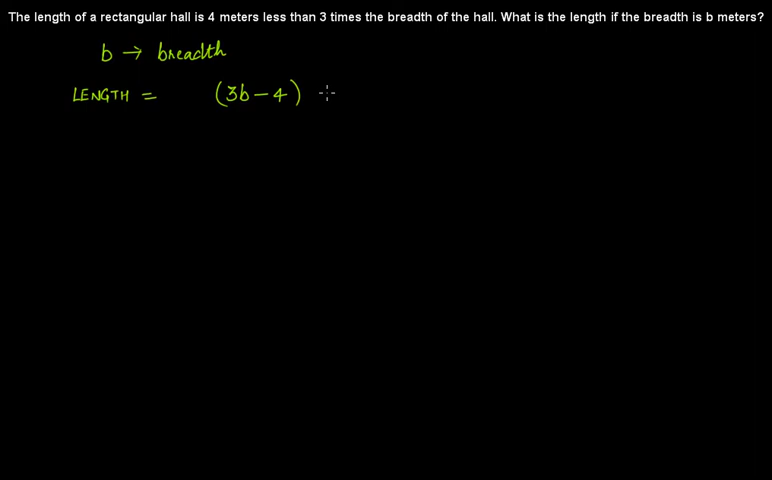 The length of a rectangular hall is 4 meters less than 3 times the breadth of the hall. What is the length if the breadth is b meters?
b → breadth
LENGTH = (3b - 4)